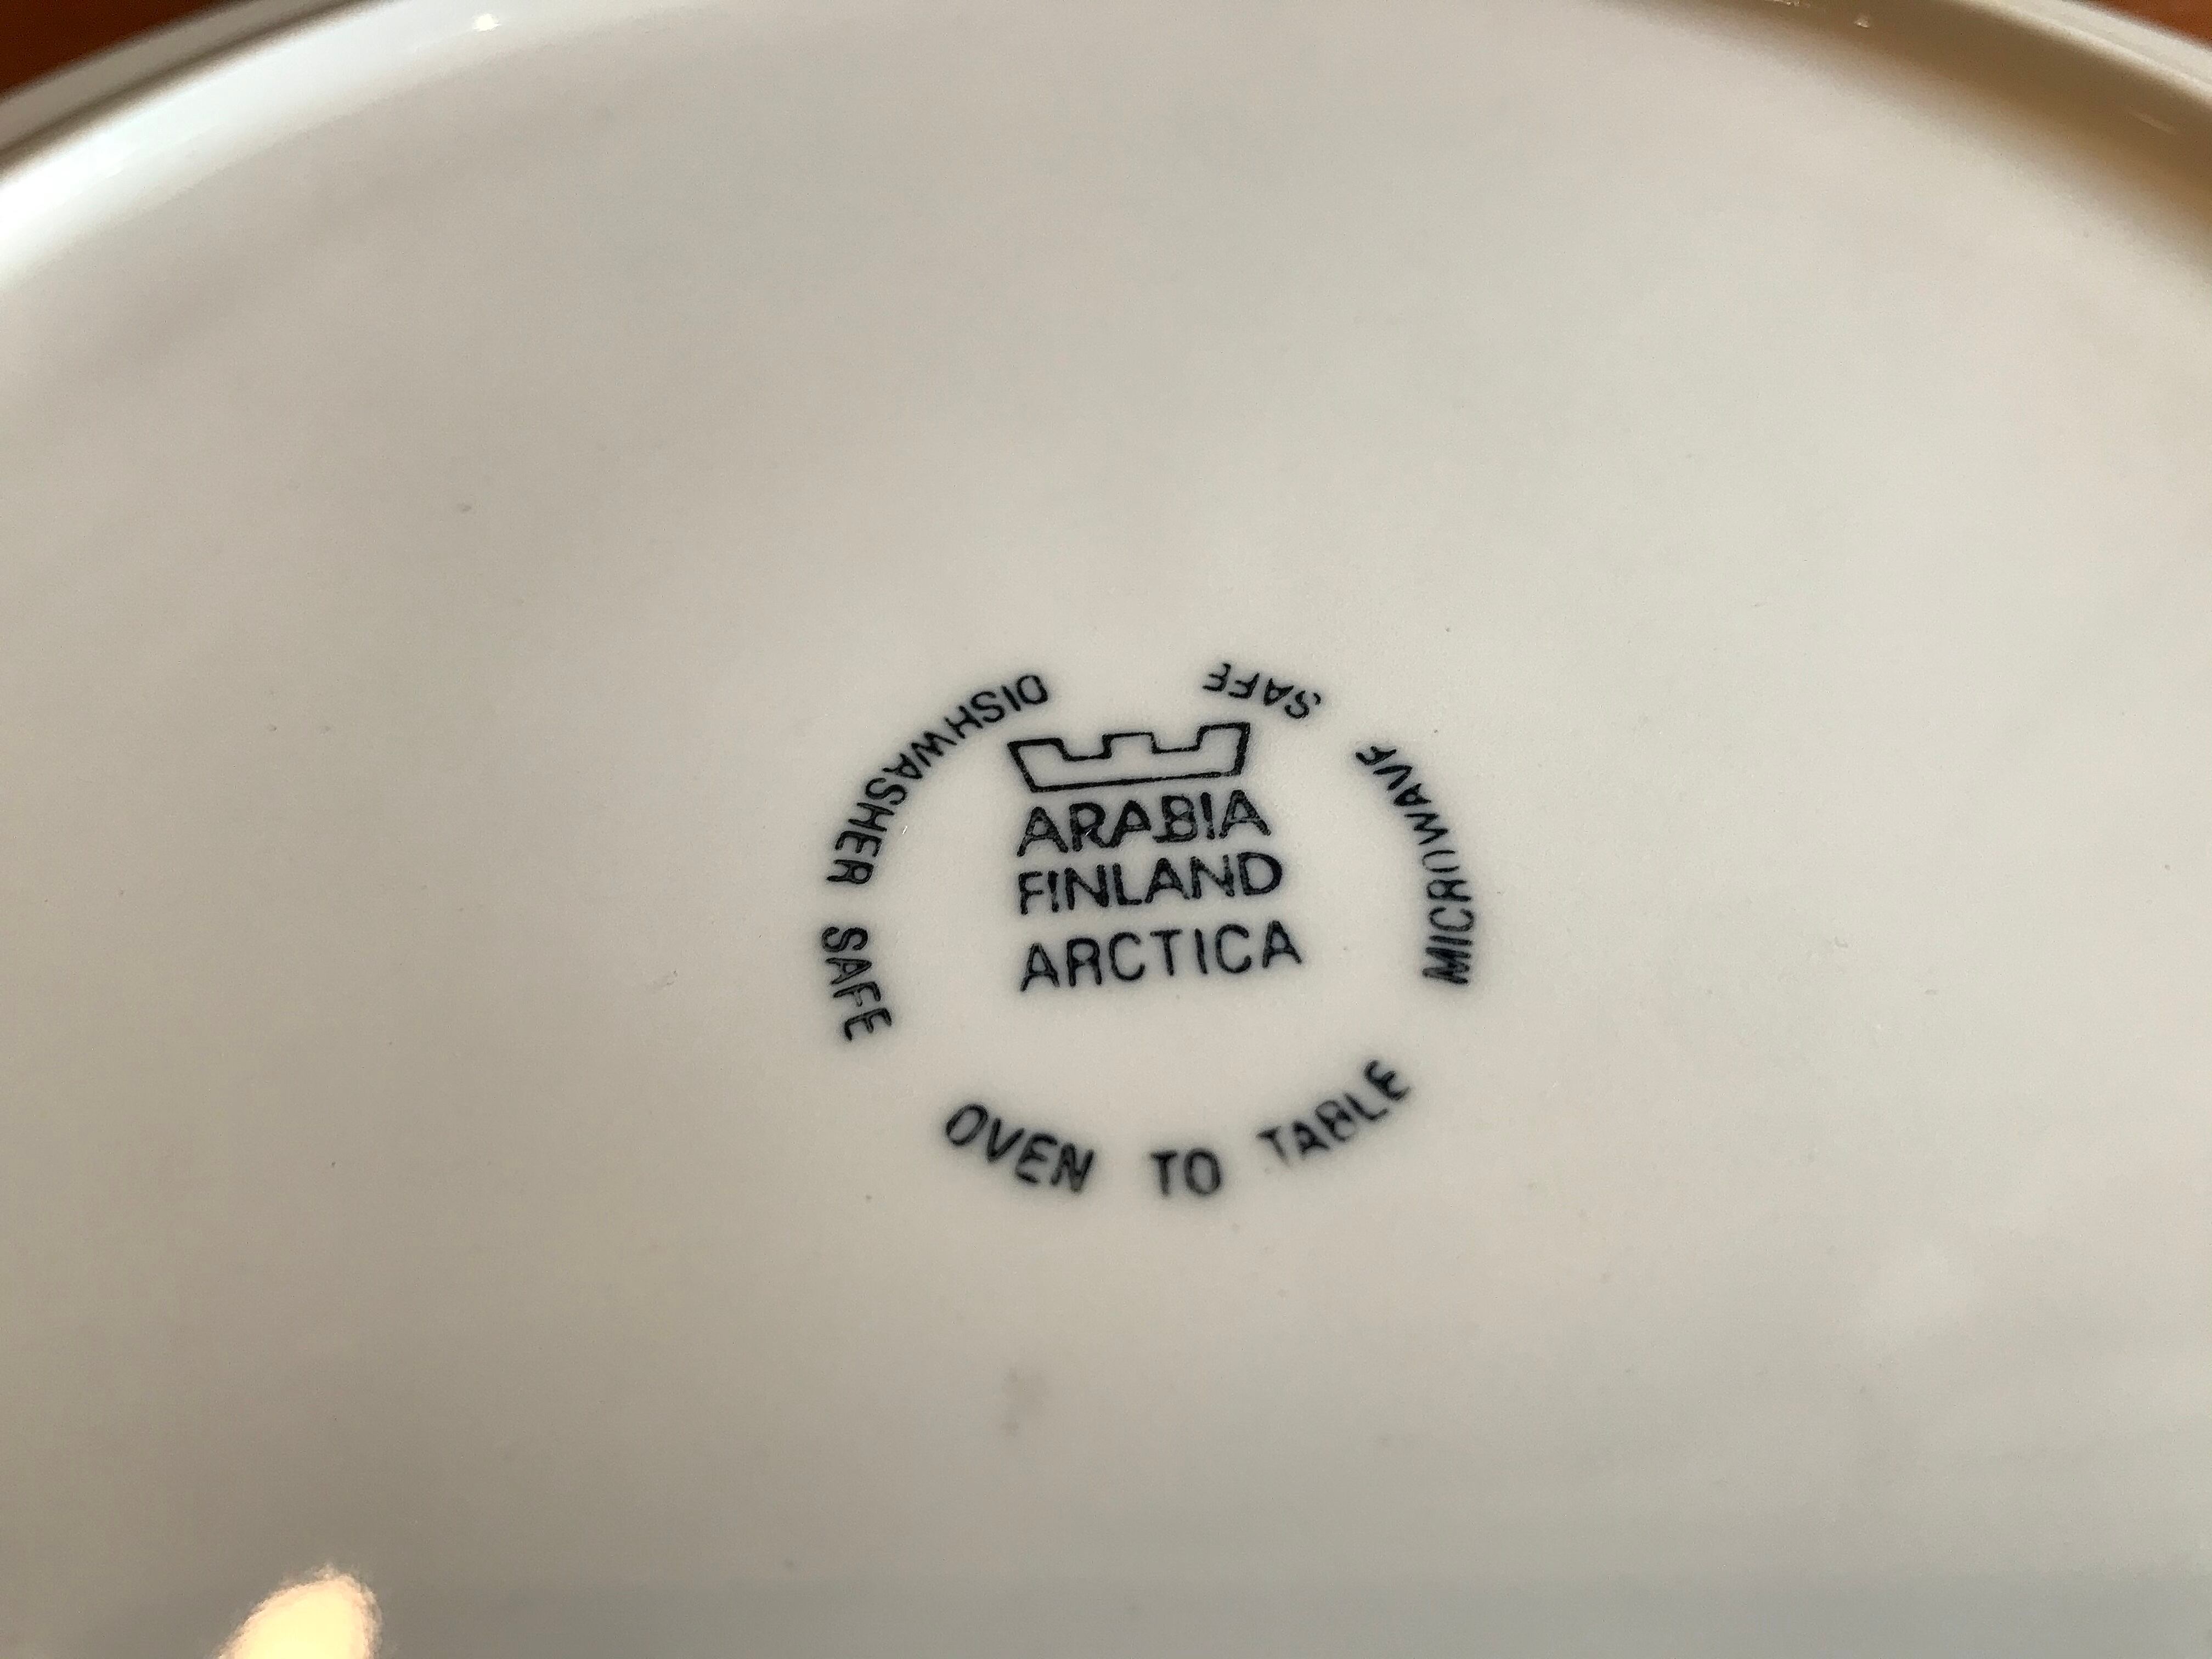 ARABIA
FINLAND
ARCTICA
DISHWASHER SAFE
OVEN TO TABLE
MICROWAVE SAFE